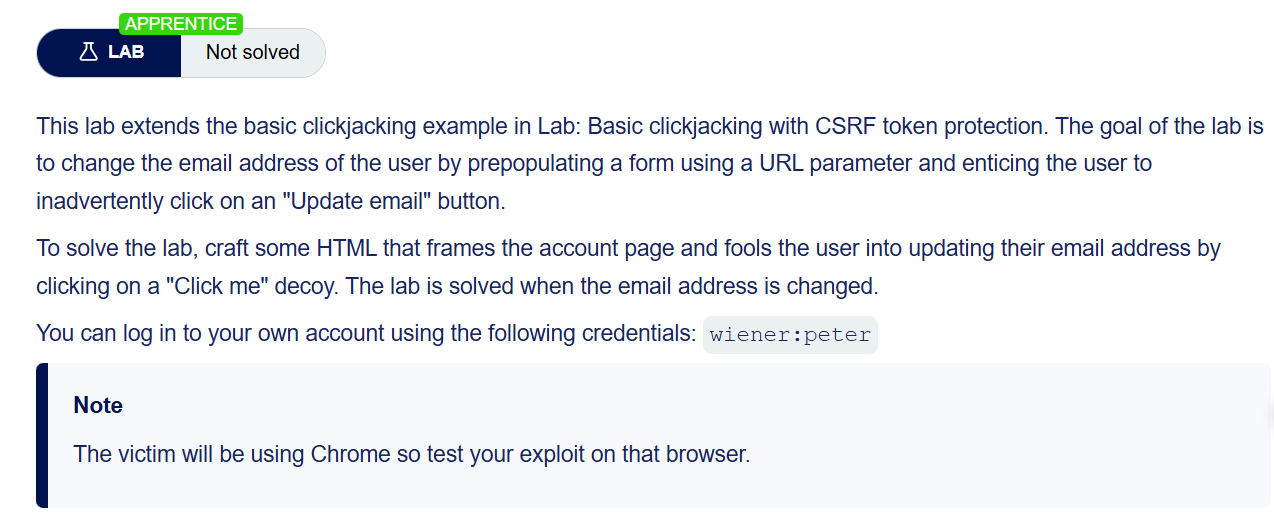 APPRENTICE
LAB Not solved
This lab extends the basic clickjacking example in Lab: Basic clickjacking with CSRF token protection. The goal of the lab is
to change the email address of the user by prepopulating a form using a URL parameter and enticing the user to
inadvertently click on an "Update email" button.
To solve the lab, craft some HTML that frames the account page and fools the user into updating their email address by
clicking on a "Click me" decoy. The lab is solved when the email address is changed.
You can log in to your own account using the following credentials: wiener:peter
Note
The victim will be using Chrome so test your exploit on that browser.